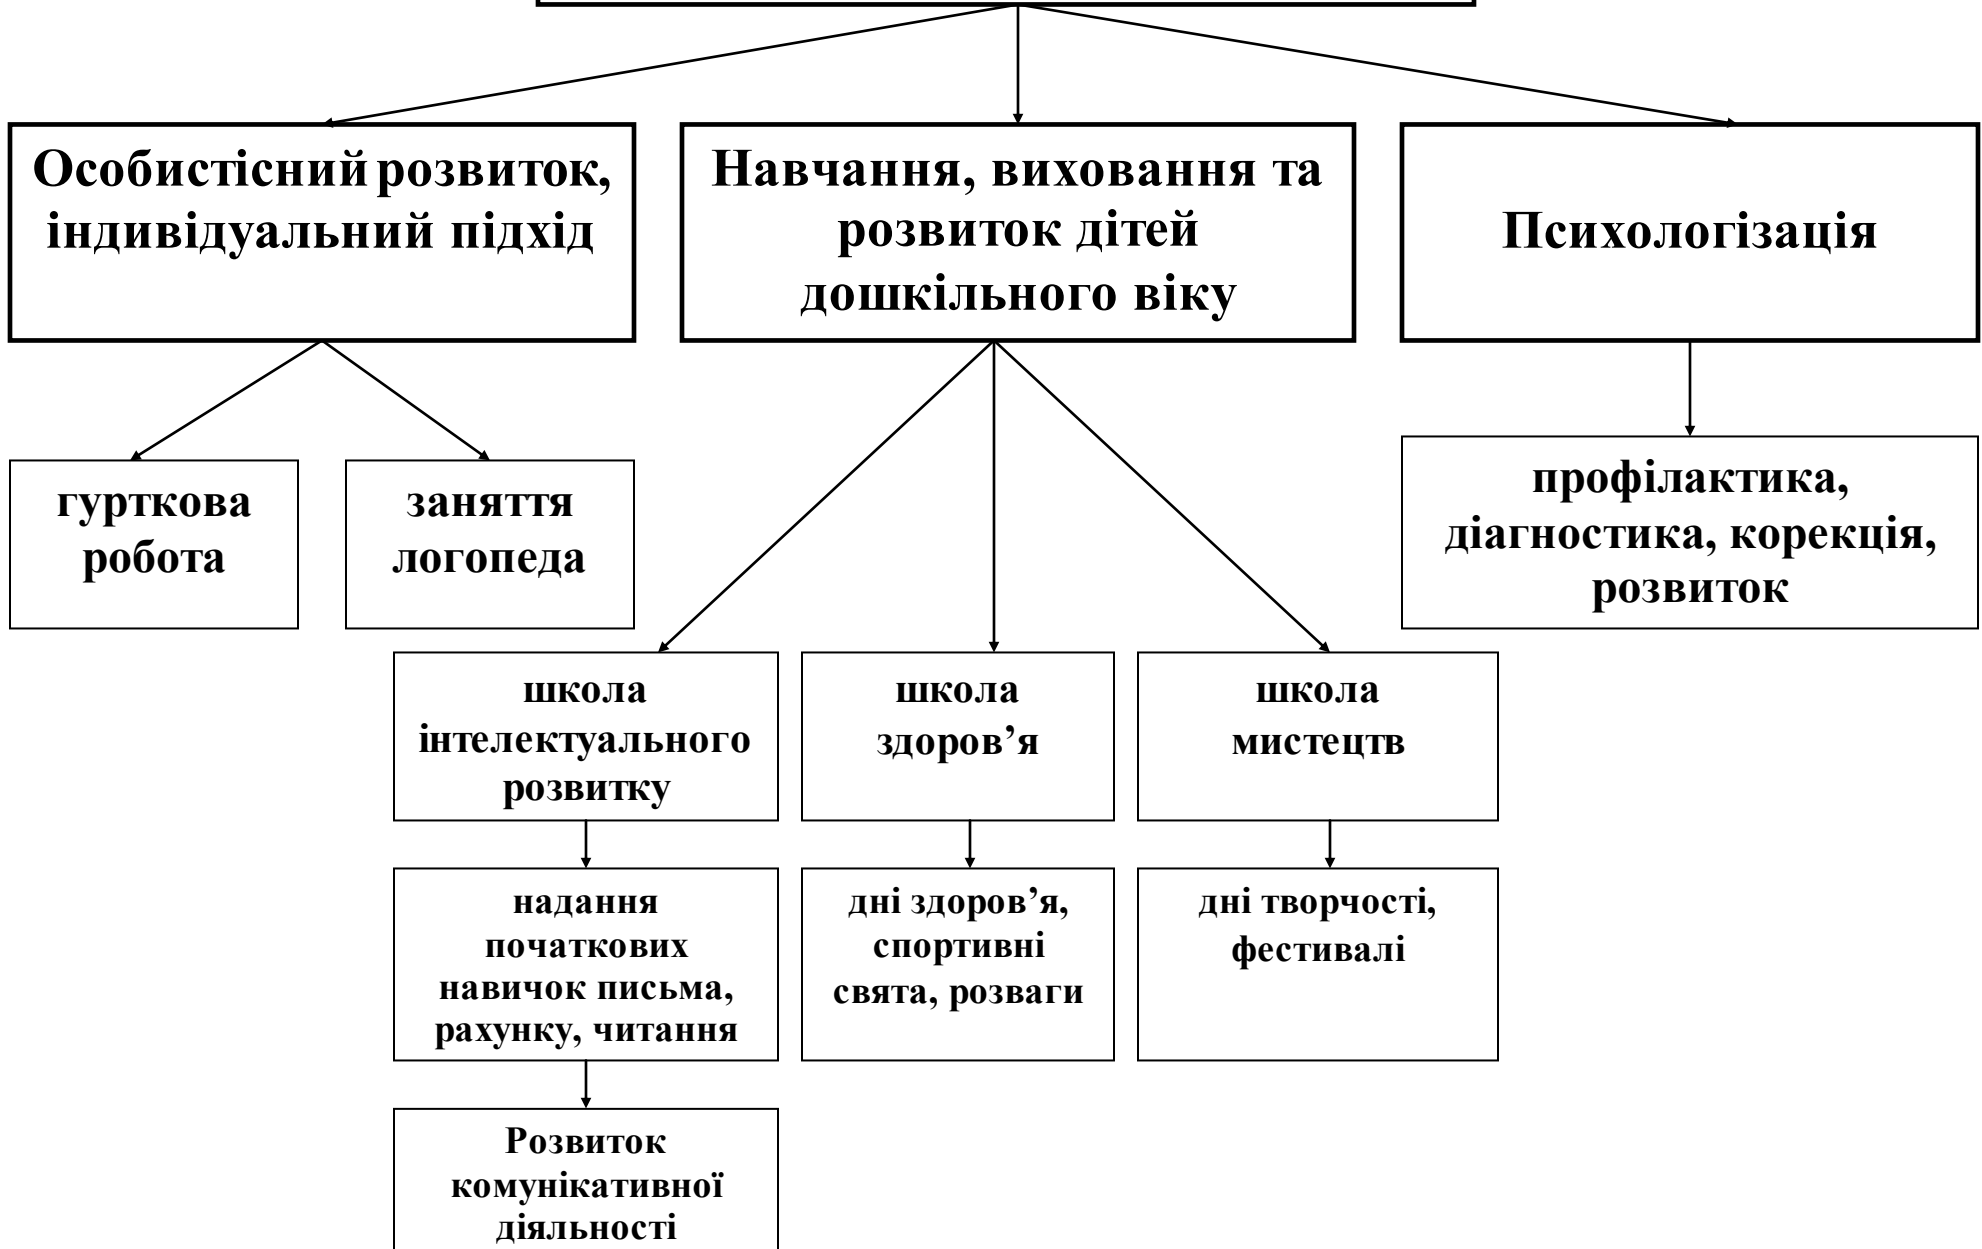 Особистісний розвиток,
індивідуальний підхід
Навчання, виховання та
розвиток дітей
дошкільного віку
Психологізація
гурткова
робота
заняття
логопеда
профілактика,
діагностика, корекція,
розвиток
школа
інтелектуального
розвитку
школа
здоров’я
школа
мистецтв
надання
початкових
навичок письма,
рахунку, читання
дні здоров’я,
спортивні
свята, розваги
дні творчості,
фестивалі
Розвиток
комунікативної
діяльності